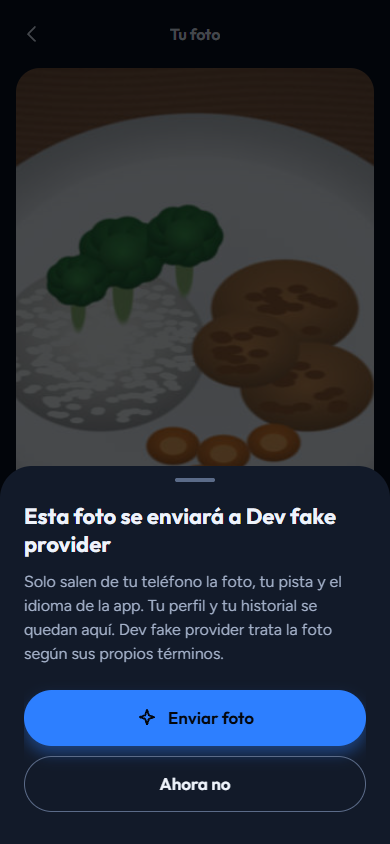 Tu foto
Esta foto se enviará a Dev fake
provider
Solo salen de tu teléfono la foto, tu pista y el
idioma de la app. Tu perfil y tu historial se
quedan aquí. Dev fake provider trata la foto
según sus propios términos.
Enviar foto
Ahora no